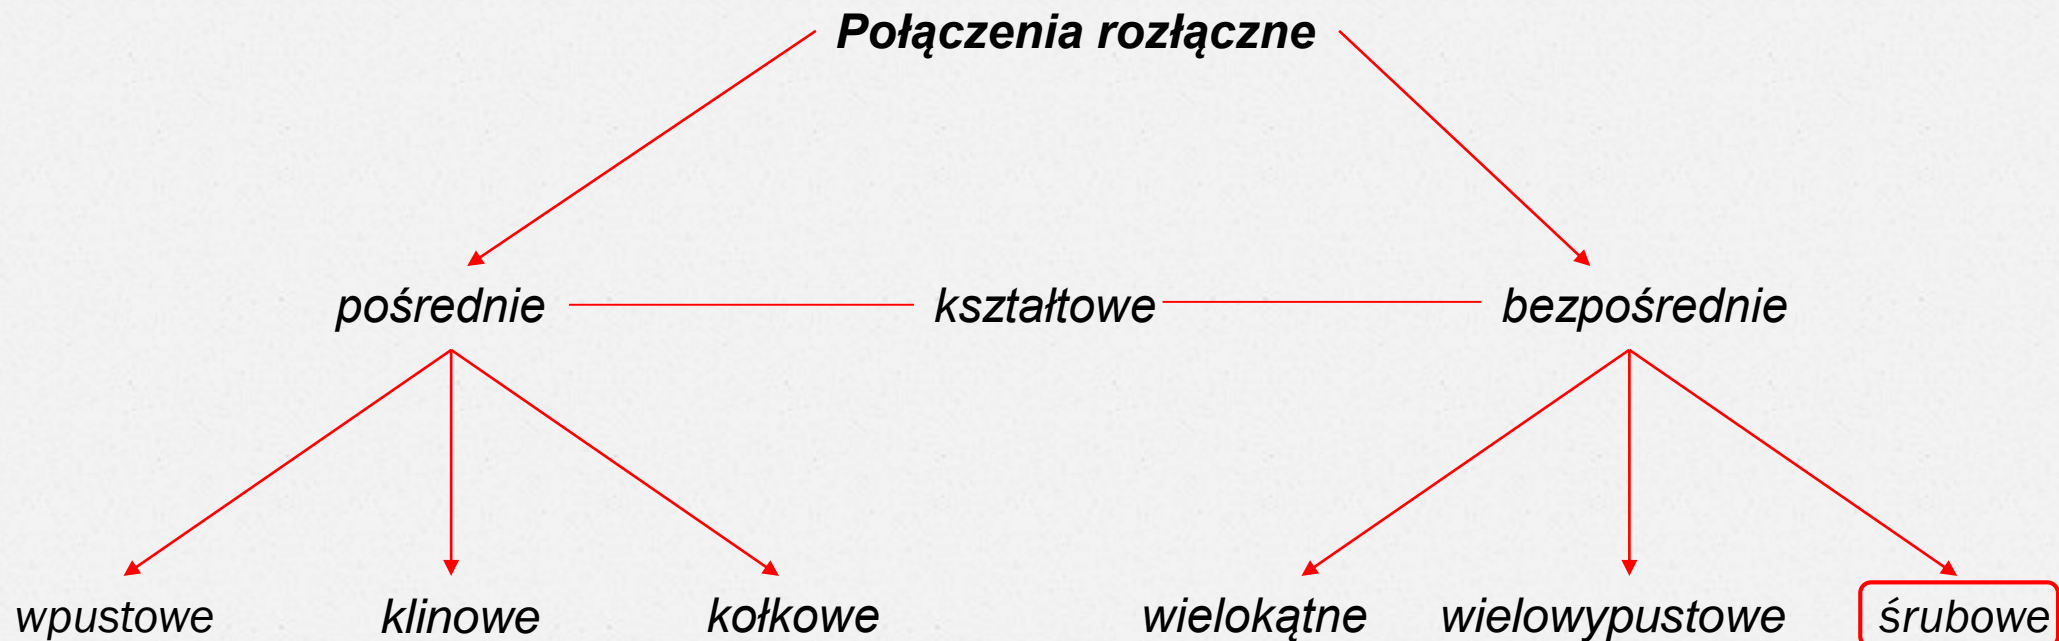 Połączenia rozłączne
pośrednie kształtowe bezpośrednie
wpustowe klinowe kołkowe wielokątne wielowypustowe śrubowe